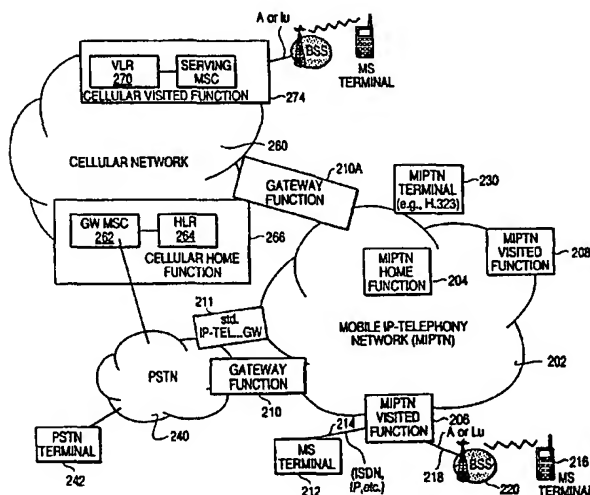 A or Iu
BSS
MS
TERMINAL
VLR
270
SERVING
MSC
CELLULAR VISITED FUNCTION
274
260
CELLULAR NETWORK
210A
GATEWAY
FUNCTION
MIPTN
TERMINAL
(e.g., H.323)
230
GW MSC
262
HLR
264
266
CELLULAR HOME
FUNCTION
MIPTN
VISITED
FUNCTION
208
MIPTN
HOME
FUNCTION
204
211
std.
IP-TEL. GW
MOBILE IP-TELEPHONY
NETWORK (MIPTN)
202
PSTN
GATEWAY
FUNCTION
210
240
PSTN
TERMINAL
242
MIPTN
VISITED
FUNCTION
206
214
MS
TERMINAL
212
(ISDN,
IP,etc.)
A or Lu
218
BSS
220
216
MS
TERMINAL